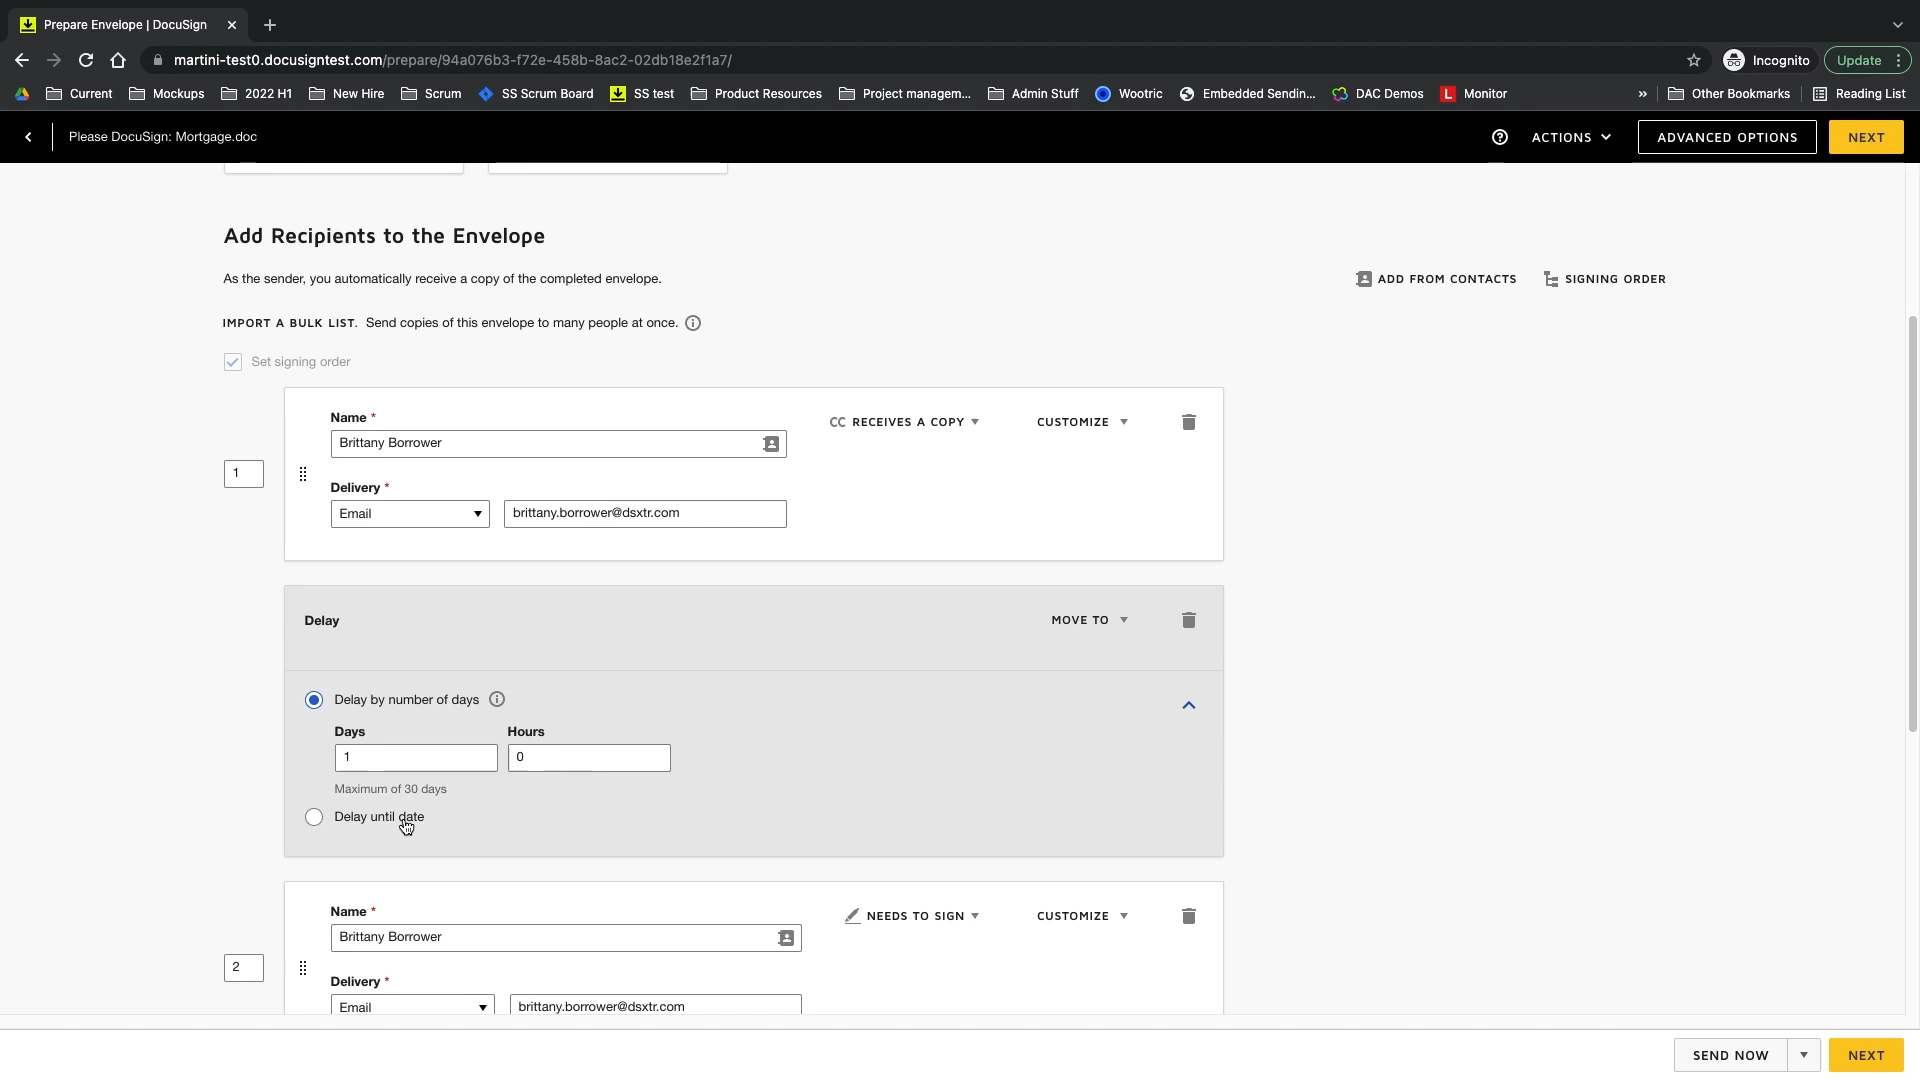 Prepare Envelope | DocuSign
martini-test0.docusigntest.com/prepare/94a076b3-f72e-458b-8ac2-02db18e2f1a7/
Incognito
Update
Current
Mockups
2022 H1
New Hire
Scrum
SS Scrum Board
SS test
Product Resources
Project managem...
Admin Stuff
Wootric
Embedded Sendin...
DAC Demos
L Monitor
»
Other Bookmarks
Reading List
Please DocuSign: Mortgage.doc
ACTIONS
ADVANCED OPTIONS
NEXT
Add Recipients to the Envelope
As the sender, you automatically receive a copy of the completed envelope.
ADD FROM CONTACTS
SIGNING ORDER
IMPORT A BULK LIST. Send copies of this envelope to many people at once.
Set signing order
1
Name *
Brittany Borrower
CC RECEIVES A COPY
CUSTOMIZE
Delivery *
Email
brittany.borrower@dsxtr.com
Delay
MOVE TO
Delay by number of days
Days
Hours
1
0
Maximum of 30 days
Delay until date
2
Name *
Brittany Borrower
NEEDS TO SIGN
CUSTOMIZE
Delivery *
Email
brittany.borrower@dsxtr.com
SEND NOW
NEXT